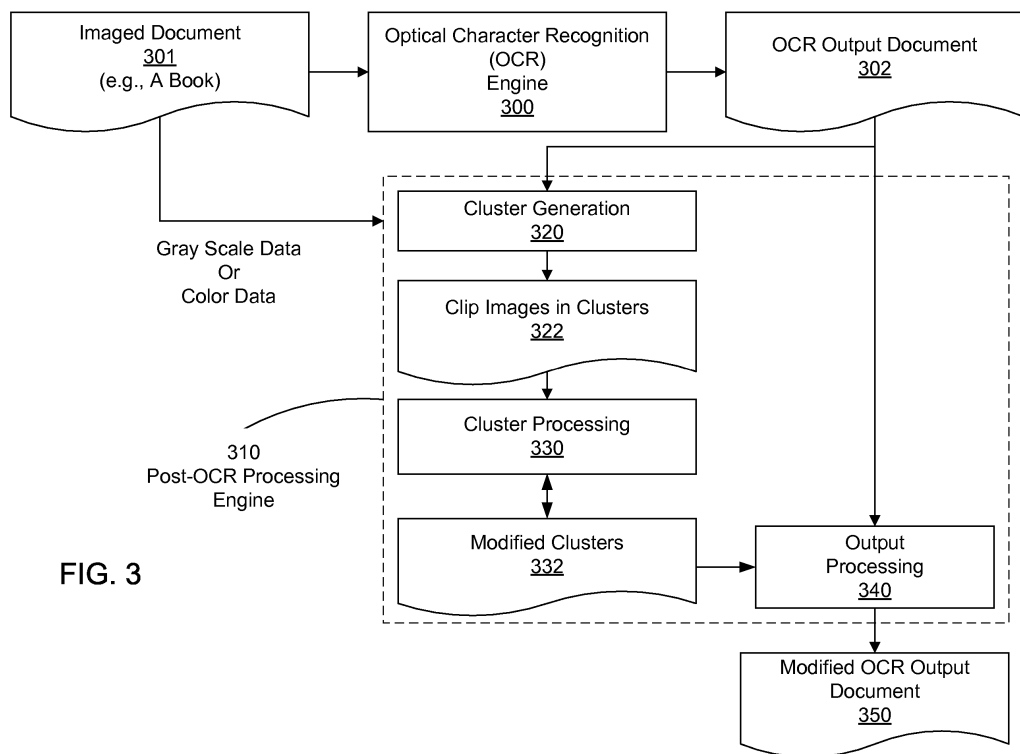 Imaged Document
301
(e.g., A Book)
Optical Character Recognition
(OCR)
Engine
300
OCR Output Document
302
Cluster Generation
320
Gray Scale Data
Or
Color Data
Clip Images in Clusters
322
Cluster Processing
330
310
Post-OCR Processing
Engine
Modified Clusters
332
Output
Processing
340
FIG. 3
Modified OCR Output
Document
350